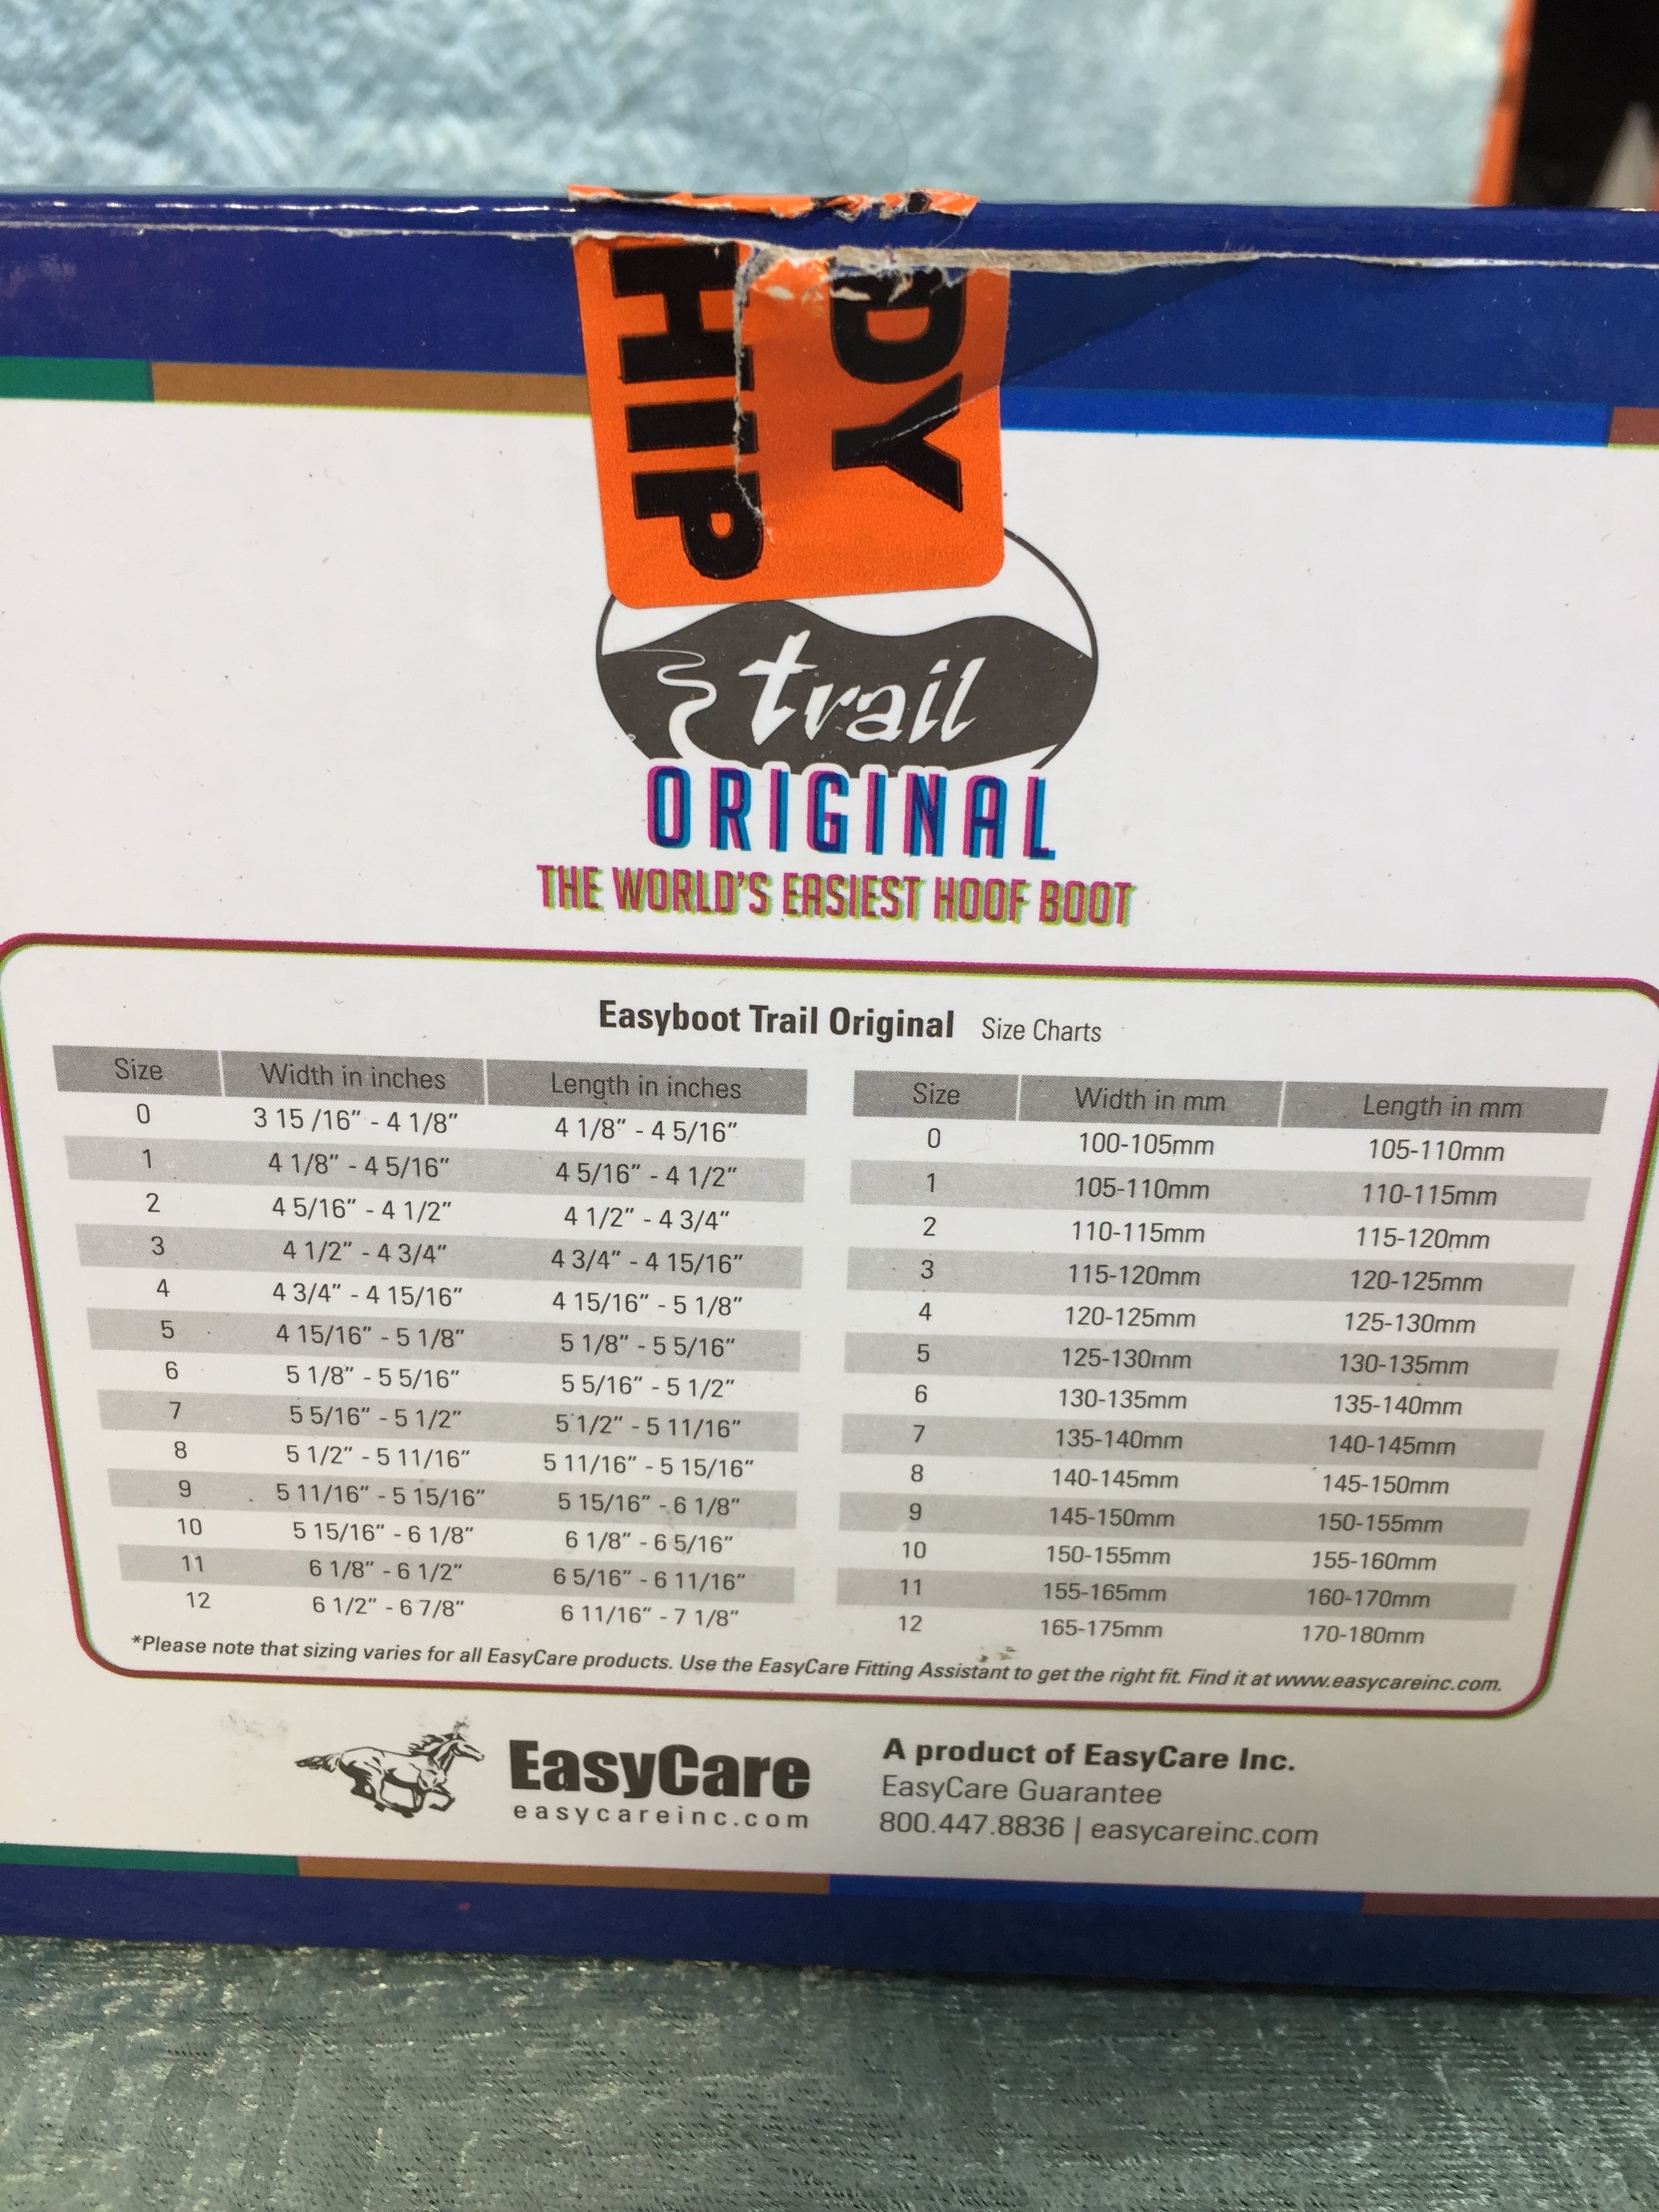 HIP
DY
trail
ORIGINAL
THE WORLD'S EASIEST HOOF BOOT
Easyboot Trail Original Size Charts
Size Width in inches Length in inches
0 3 15 /16" - 4 1/8" 4 1/8" - 4 5/16"
1 4 1/8" - 4 5/16" 4 5/16" - 4 1/2"
2 4 5/16" - 4 1/2" 4 1/2" - 4 3/4"
3 4 1/2" - 4 3/4" 4 3/4" - 4 15/16"
4 4 3/4" - 4 15/16" 4 15/16" - 5 1/8"
5 4 15/16" - 5 1/8" 5 1/8" - 5 5/16"
6 5 1/8" - 5 5/16" 5 5/16" - 5 1/2"
7 5 5/16" - 5 1/2" 5 1/2" - 5 11/16"
8 5 1/2" - 5 11/16" 5 11/16" - 5 15/16"
9 5 11/16" - 5 15/16" 5 15/16" - 6 1/8"
10 5 15/16" - 6 1/8" 6 1/8" - 6 5/16"
11 6 1/8" - 6 1/2" 6 5/16" - 6 11/16"
12 6 1/2" - 6 7/8" 6 11/16" - 7 1/8"
Size Width in mm Length in mm
0 100-105mm 105-110mm
1 105-110mm 110-115mm
2 110-115mm 115-120mm
3 115-120mm 120-125mm
4 120-125mm 125-130mm
5 125-130mm 130-135mm
6 130-135mm 135-140mm
7 135-140mm 140-145mm
8 140-145mm 145-150mm
9 145-150mm 150-155mm
10 150-155mm 155-160mm
11 155-165mm 160-170mm
12 165-175mm 170-180mm
*Please note that sizing varies for all EasyCare products. Use the EasyCare Fitting Assistant to get the right fit. Find it at www.easycareinc.com.
EasyCare
easycareinc.com
A product of EasyCare Inc.
EasyCare Guarantee
800.447.8836 | easycareinc.com